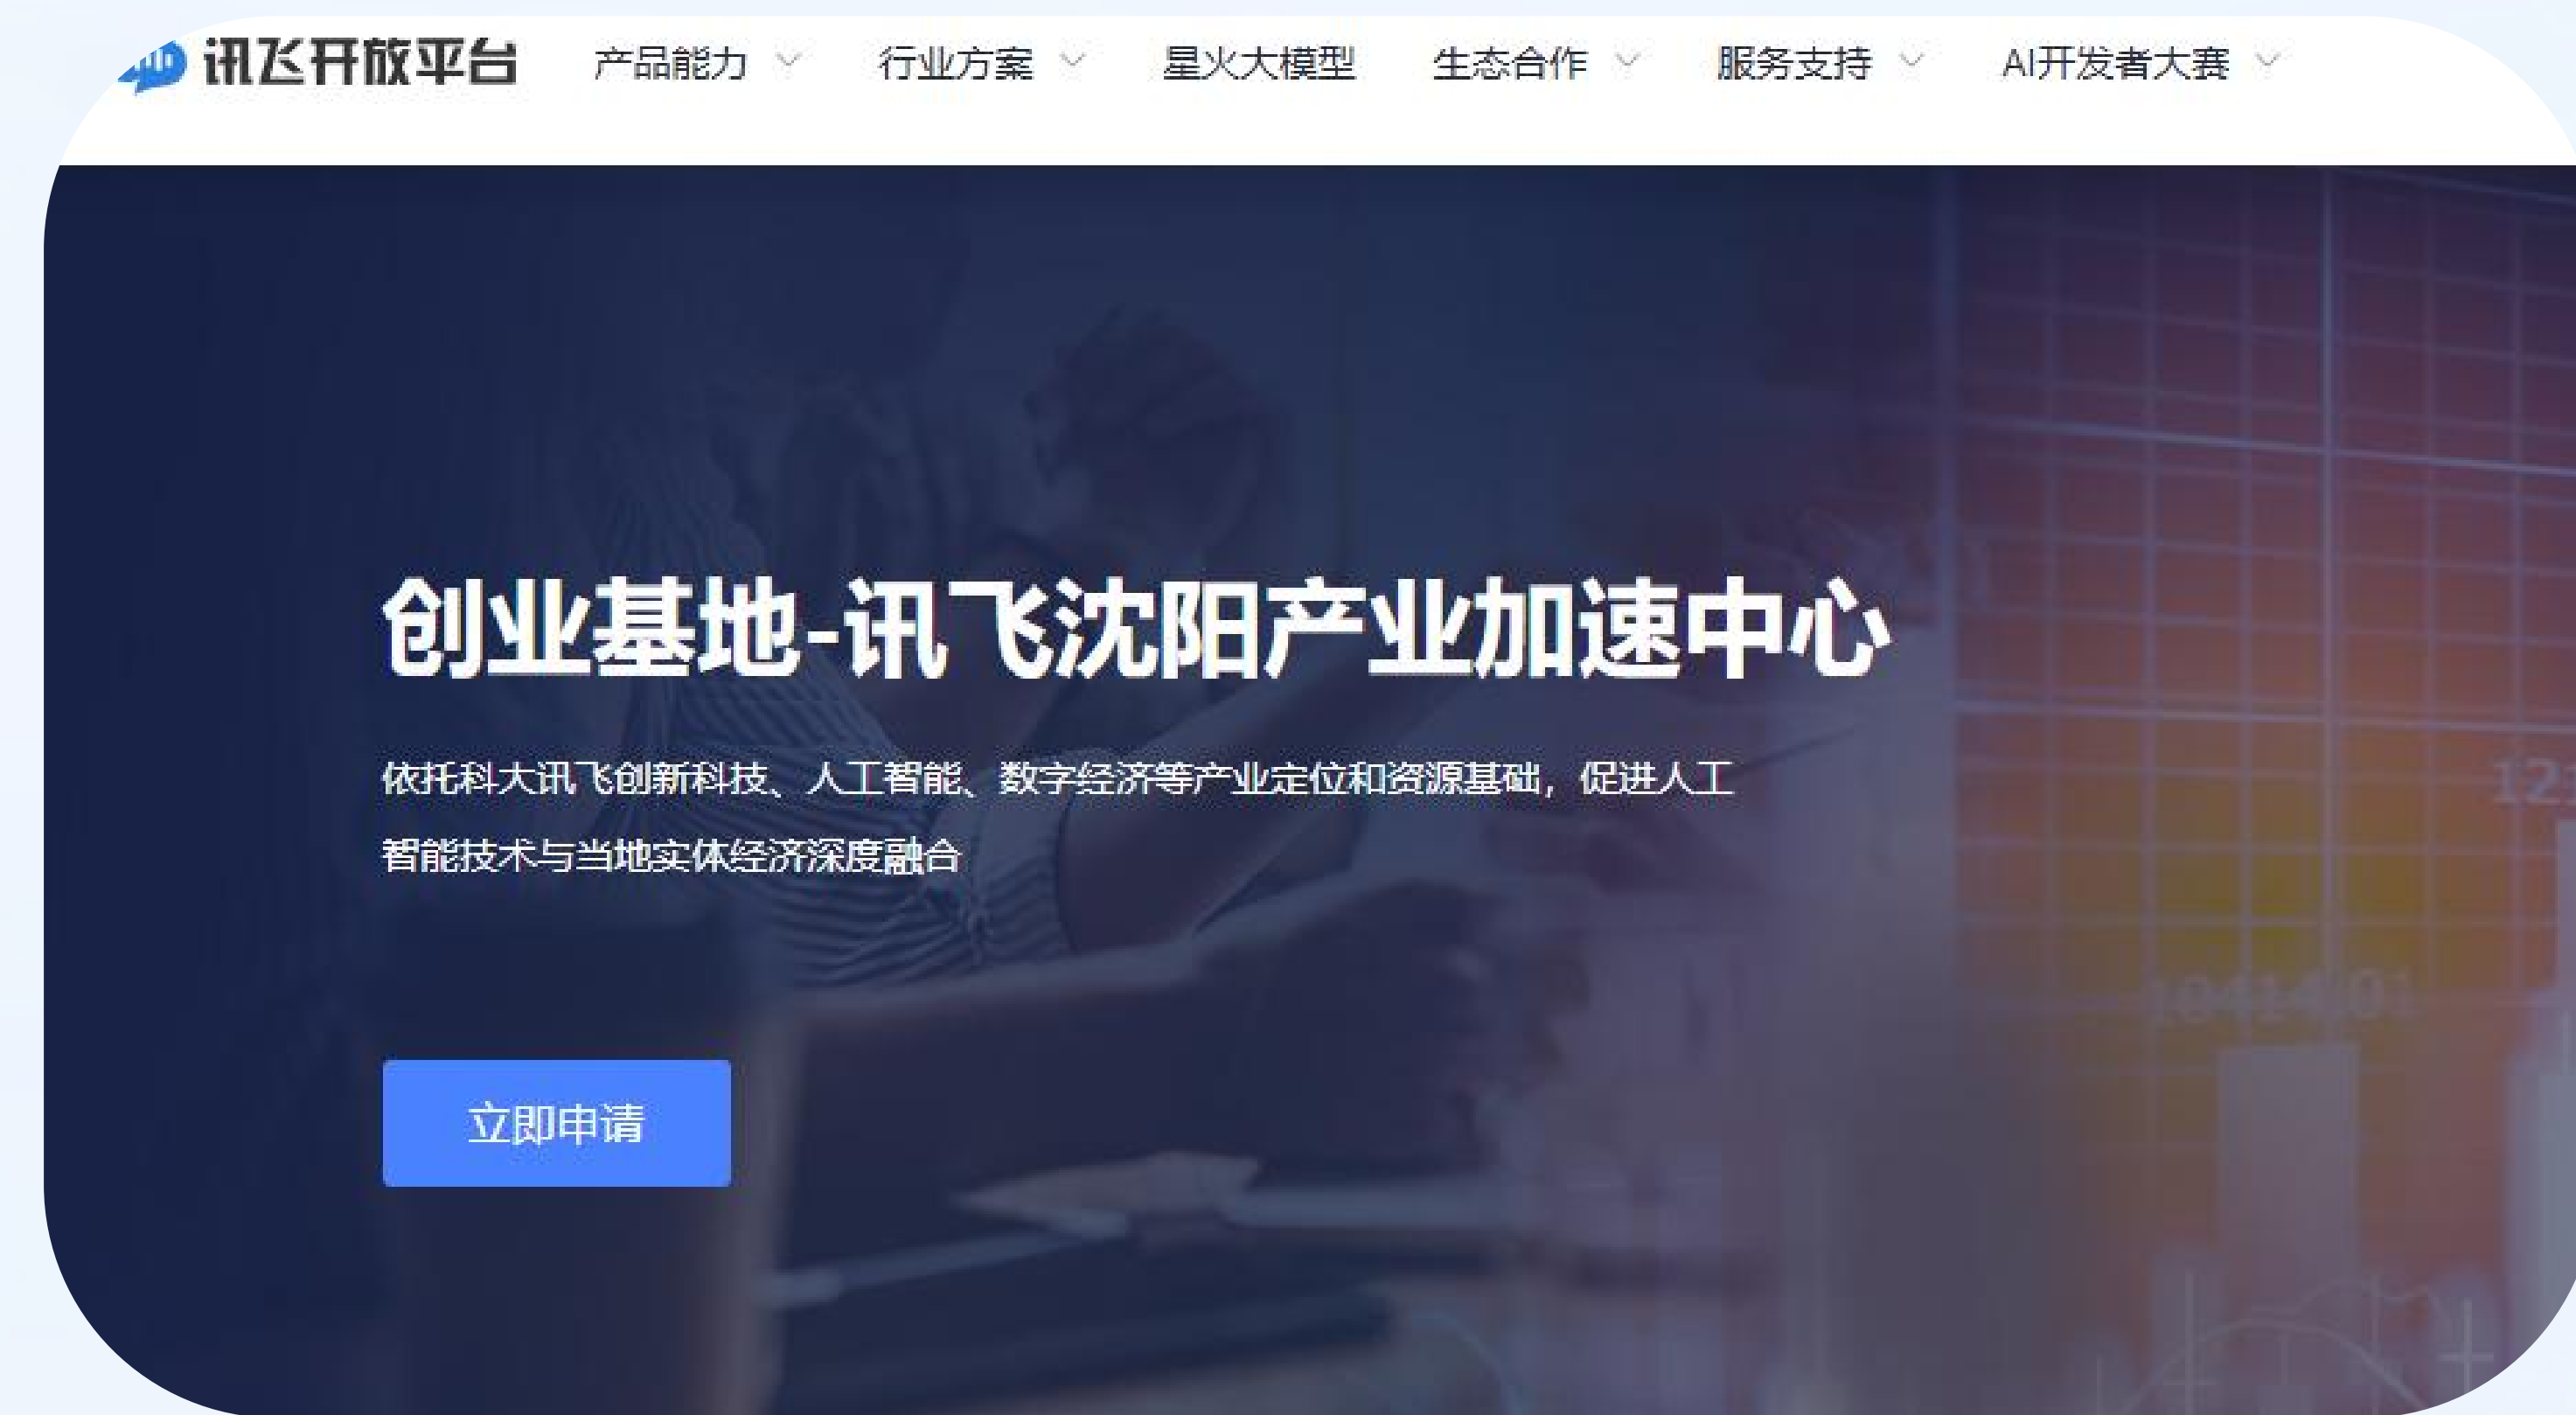 讯飞开放平台 产品能力 行业方案 星火大模型 生态合作 服务支持 AI开发者大赛
创业基地-讯飞沈阳产业加速中心
依托科大讯飞创新科技、人工智能、数字经济等产业定位和资源基础，促进人工
智能技术与当地实体经济深度融合
立即申请